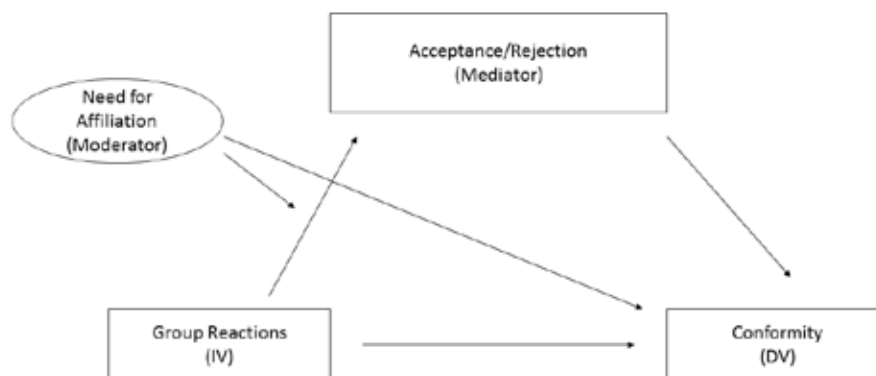 Acceptance/Rejection
(Mediator)
Need for
Affiliation
(Moderator)
Group Reactions
(IV)
Conformity
(DV)